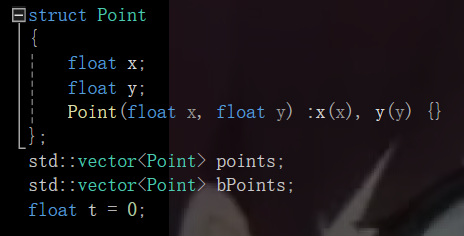 struct Point
{
float x;
float y;
Point(float x, float y) :x(x), y(y) {}
};
std::vector<Point> points;
std::vector<Point> bPoints;
float t = 0;